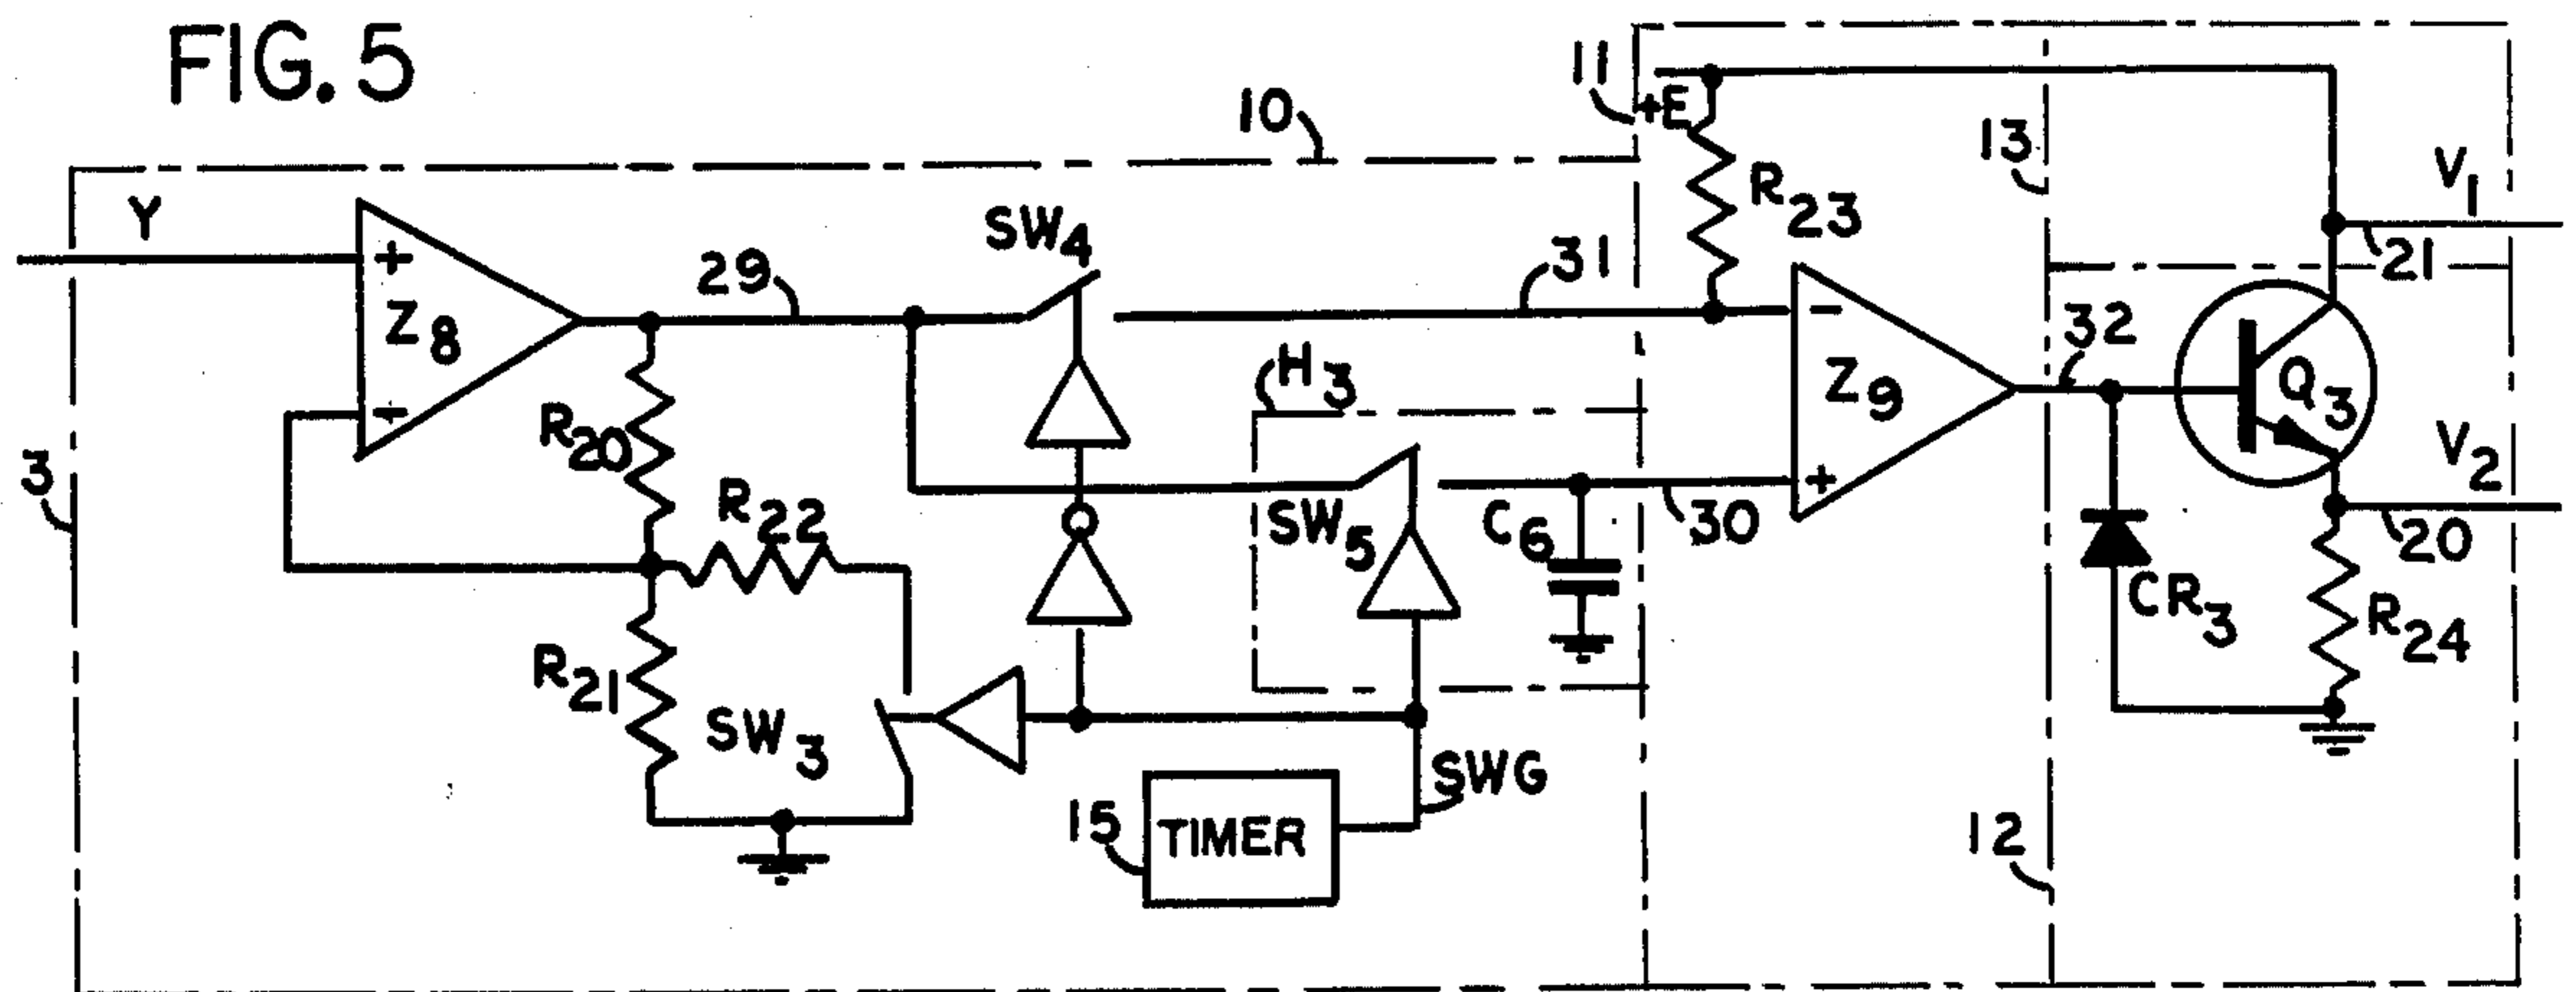 FIG. 5
10
11
+E
13
V1
21
Y
+
Z8
-
29
SW4
31
R23
-
Z9
+
32
Q3
V2
20
3
R20
R22
H3
SW5
C6
30
CR3
R24
R21
SW3
15
TIMER
SWG
12